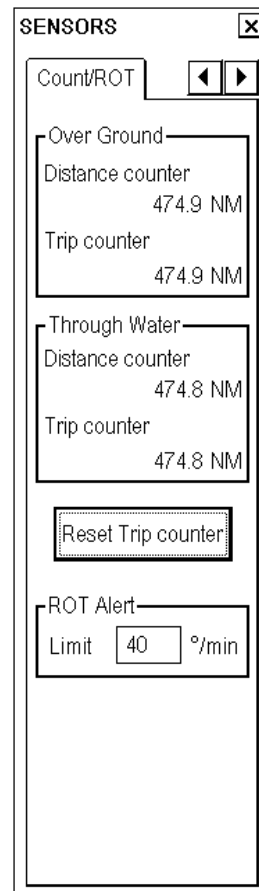 SENSORS
Count/ROT
Over Ground
Distance counter
474.9 NM
Trip counter
474.9 NM
Through Water
Distance counter
474.8 NM
Trip counter
474.8 NM
Reset Trip counter
ROT Alert
Limit 40 °/min